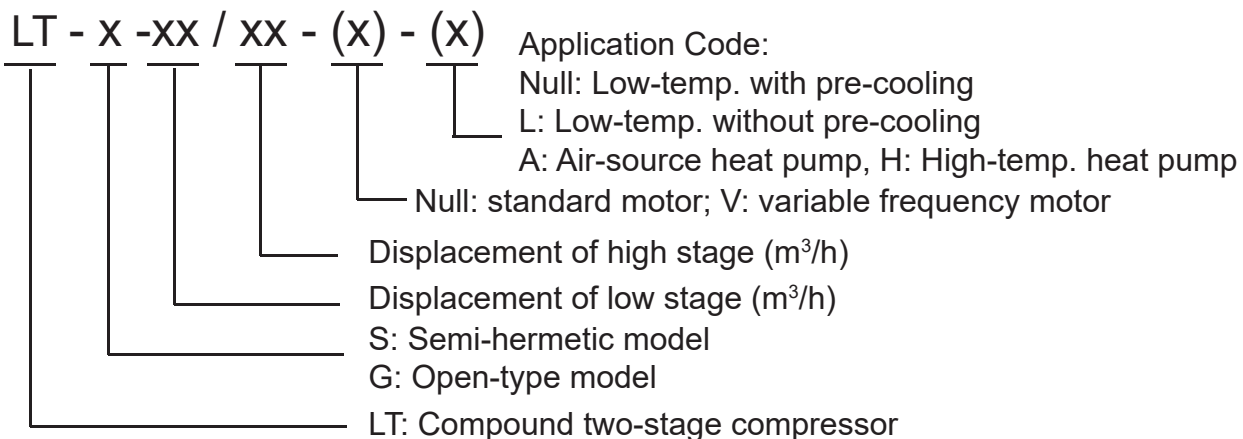 LT - x -xx / xx - (x) - (x)
Application Code:
Null: Low-temp. with pre-cooling
L: Low-temp. without pre-cooling
A: Air-source heat pump, H: High-temp. heat pump
Null: standard motor; V: variable frequency motor
Displacement of high stage (m³/h)
Displacement of low stage (m³/h)
S: Semi-hermetic model
G: Open-type model
LT: Compound two-stage compressor